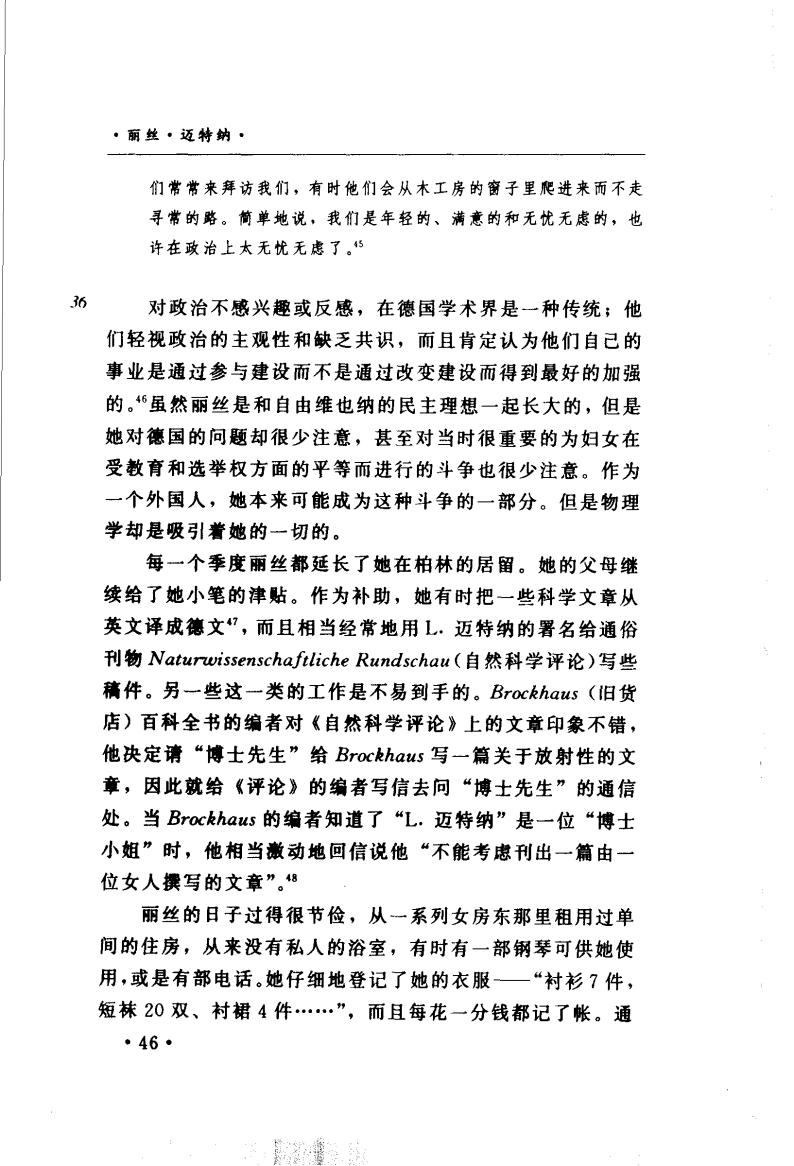 ·丽丝·迈特纳·
们常常来拜访我们，有时他们会从木工房的窗子里爬进来而不走
寻常的路。简单地说，我们是年轻的、满意的和无忧无虑的，也
许在政治上太无忧无虑了。45
36
对政治不感兴趣或反感，在德国学术界是一种传统；他
们轻视政治的主观性和缺乏共识，而且肯定认为他们自己的
事业是通过参与建设而不是通过改变建设而得到最好的加强
的。46虽然丽丝是和自由维也纳的民主理想一起长大的，但是
她对德国的问题却很少注意，甚至对当时很重要的为妇女在
受教育和选举权方面的平等而进行的斗争也很少注意。作为
一个外国人，她本来可能成为这种斗争的一部分。但是物理
学却是吸引着她的一切的。
每一个季度丽丝都延长了她在柏林的居留。她的父母继
续给了她小笔的津贴。作为补助，她有时把一些科学文章从
英文译成德文47，而且相当经常地用L. 迈特纳的署名给通俗
刊物 Naturwissenschaftliche Rundschau（自然科学评论）写些
稿件。另一些这一类的工作是不易到手的。Brockhaus（旧货
店）百科全书的编者对《自然科学评论》上的文章印象不错，
他决定请“博士先生”给 Brockhaus 写一篇关于放射性的文
章，因此就给《评论》的编者写信去问“博士先生”的通信
处。当 Brockhaus 的编者知道了“L. 迈特纳”是一位“博士
小姐”时，他相当激动地回信说他“不能考虑刊出一篇由一
位女人撰写的文章”。48
丽丝的日子过得很节俭，从一系列女房东那里租用过单
间的住房，从来没有私人的浴室，有时有一部钢琴可供她使
用，或是有部电话。她仔细地登记了她的衣服——“衬衫 7 件，
短袜 20 双、衬裙 4 件……”，而且每花一分钱都记了帐。通
·46·